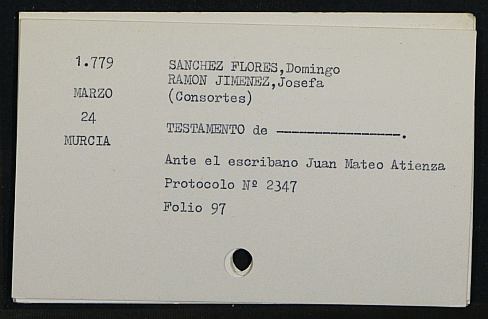 1.779
MARZO
24
MURCIA
SANCHEZ FLORES,Domingo
RAMON JIMENEZ,Josefa
(Consortes)
TESTAMENTO de ----------------.
Ante el escribano Juan Mateo Atienza
Protocolo Nº 2347
Folio 97